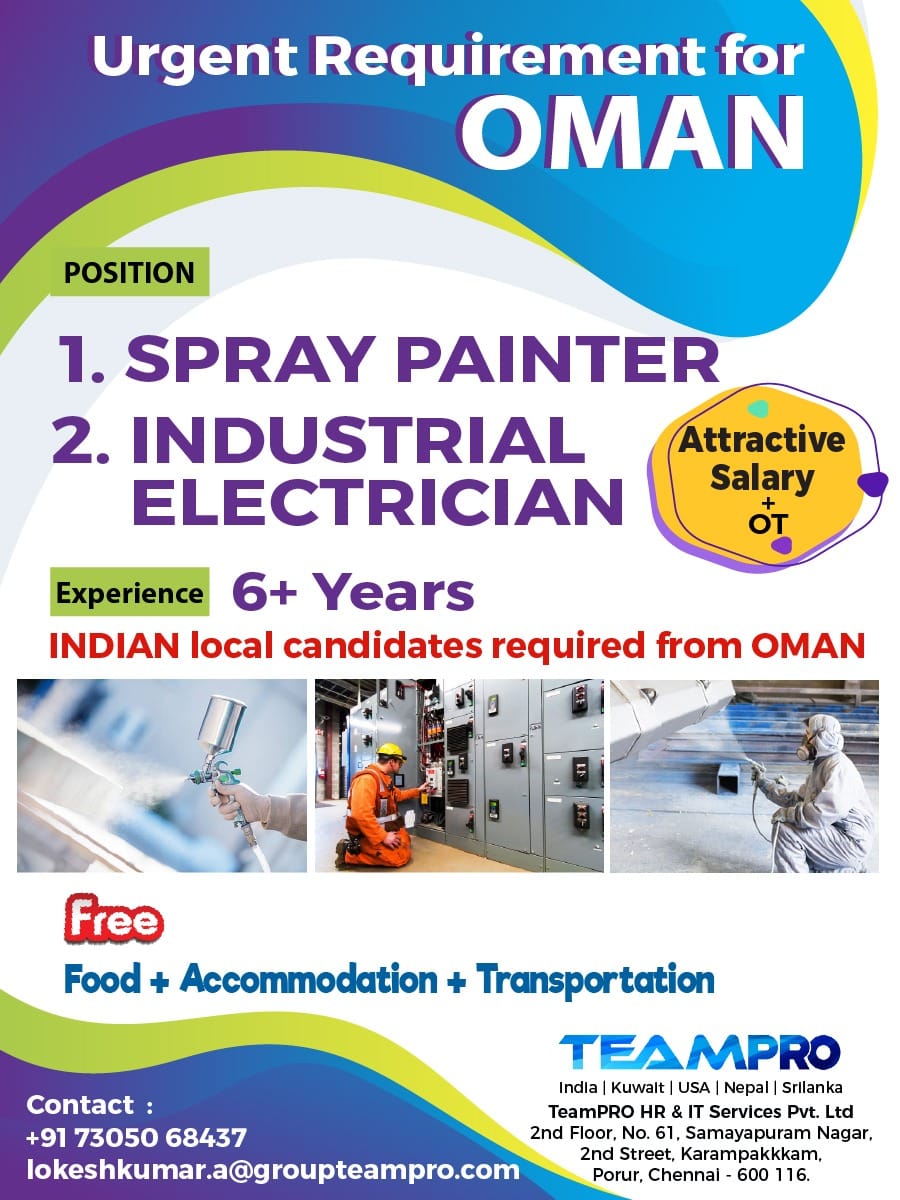 Urgent Requirement for
OMAN
POSITION
1. SPRAY PAINTER
2. INDUSTRIAL
ELECTRICIAN
Attractive
Salary
+
OT
Experience 6+ Years
INDIAN local candidates required from OMAN
Free
Food + Accommodation + Transportation
TEAMPRO
India | Kuwait | USA | Nepal | Srilanka
TeamPRO HR & IT Services Pvt. Ltd
2nd Floor, No. 61, Samayapuram Nagar,
2nd Street, Karampakkkam,
Porur, Chennai - 600 116.
Contact :
+91 73050 68437
lokeshkumar.a@groupteampro.com